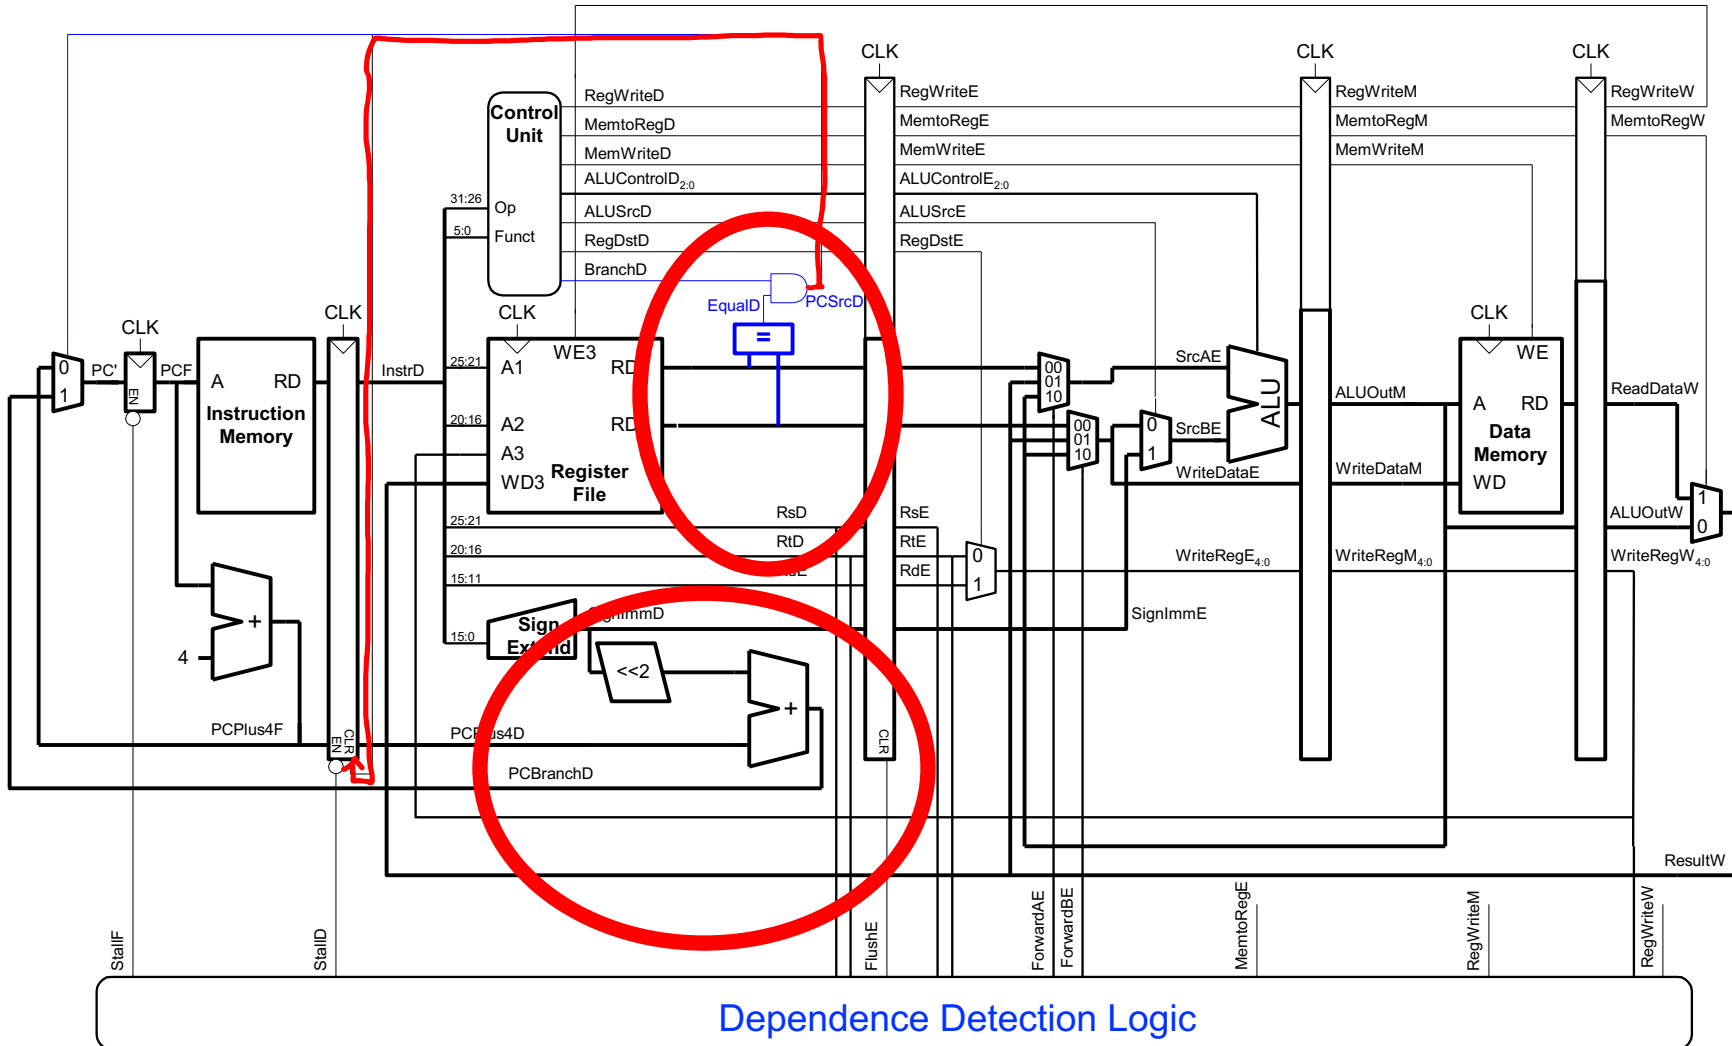 CLK
CLK
CLK
RegWriteD
RegWriteE
RegWriteM
RegWriteW
Control
Unit
MemtoRegD
MemtoRegE
MemtoRegM
MemtoRegW
MemWriteD
MemWriteE
MemWriteM
ALUControlD2:0
ALUControlE2:0
31:26
Op
ALUSrcD
ALUSrcE
5:0
Funct
RegDstD
RegDstE
BranchD
EqualD
PCSrcD
CLK
CLK
CLK
CLK
=
WE3
WE
0
1
PC'
EN
PCF
A
RD
Instruction
Memory
InstrD
25:21
A1
RD
20:16
A2
RD
A3
WD3
Register
File
00
01
10
00
01
10
0
1
SrcAE
SrcBE
ALU
WriteDataE
ALUOutM
WriteDataM
A
RD
Data
Memory
WD
ReadDataW
1
0
ALUOutW
25:21
RsD
RsE
20:16
RtD
RtE
15:11
RdE
RdE
0
1
WriteRegE4:0
WriteRegM4:0
WriteRegW4:0
+
4
15:0
Sign
Extend
SignImmD
SignImmE
<<2
+
PCPlus4F
EN
CLR
PCPlus4D
CLR
PCBranchD
ResultW
StallF
StallD
FlushE
ForwardAE
ForwardBE
MemtoRegE
RegWriteM
RegWriteW
Dependence Detection Logic